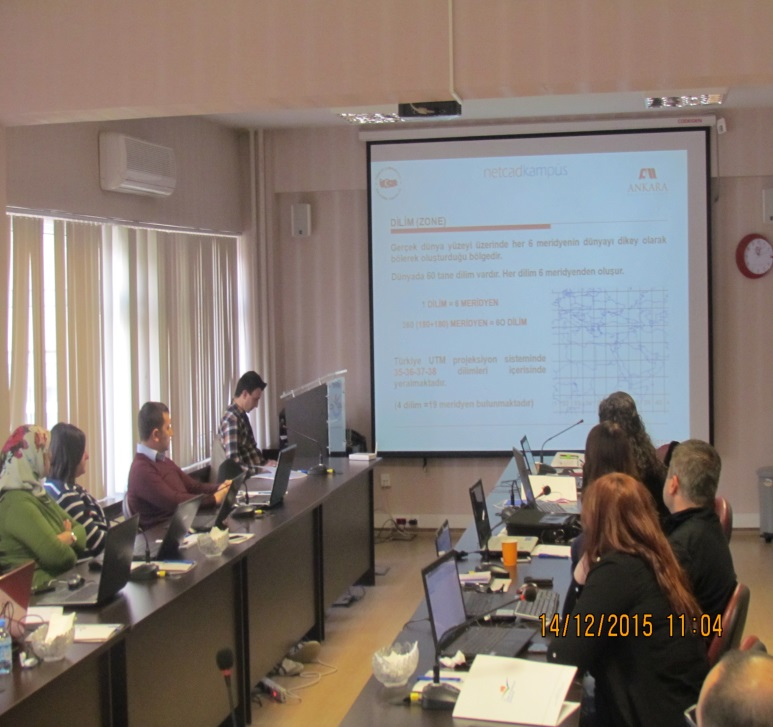 netcadkampus
ANKARA
DİLİM (ZONE)
Gerçek dünya yüzeyi üzerinde her 6 meridyenin dünyayı dikay olarak
bölerek oluşturduğu bölgedir.
Dünyada 60 tane dilim vardır. Her dilim 6 meridyenden oluşur.
1 DİLİM = 6 MERİDYEN
360 (180+180) MERİDYEN = 60 DİLİM
Türkiye UTM projeksiyon sisteminde
35-36-37-38 dilimleri içerisinde
yeralmaktadır.
(4 dilim =19 meridyen bulunmaktadır)
14/12/2015 11:04